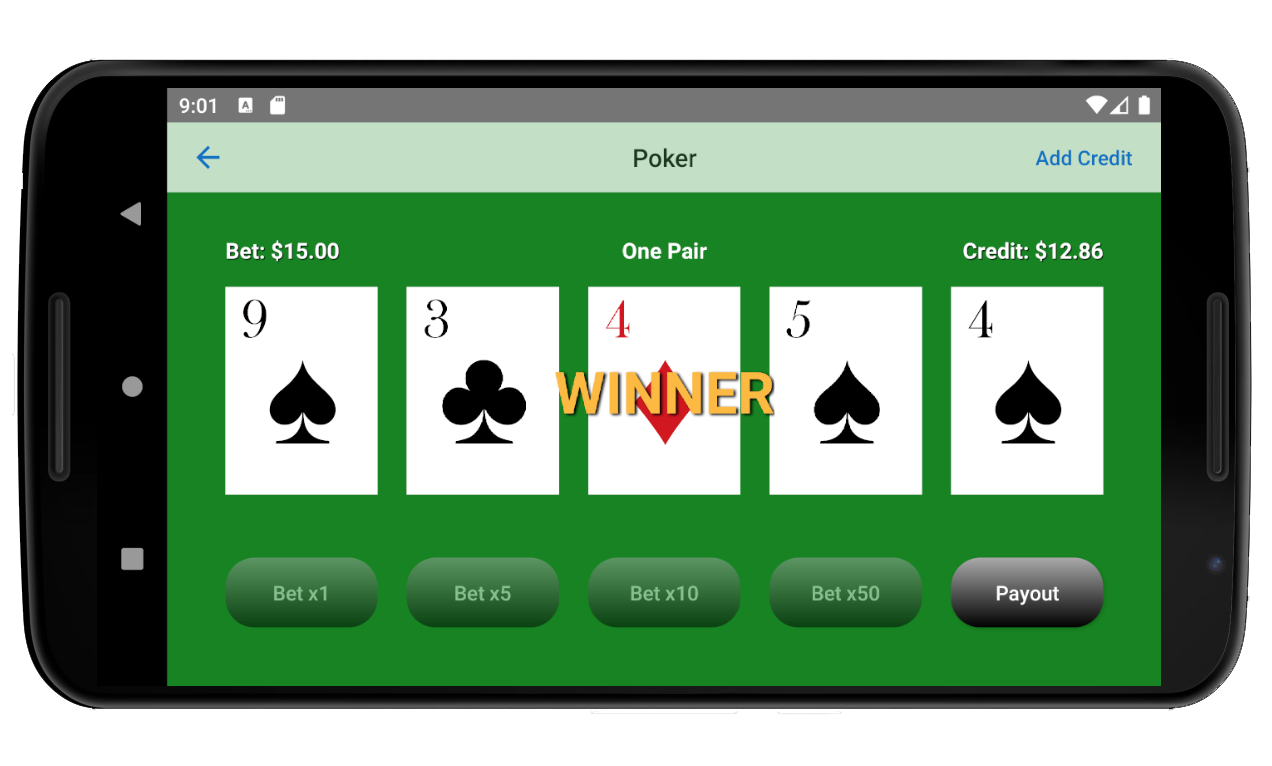 9:01 A
Poker Add Credit
Bet: $15.00 One Pair Credit: $12.86
9 3 4 5 4
WINNER
Bet x1 Bet x5 Bet x10 Bet x50 Payout